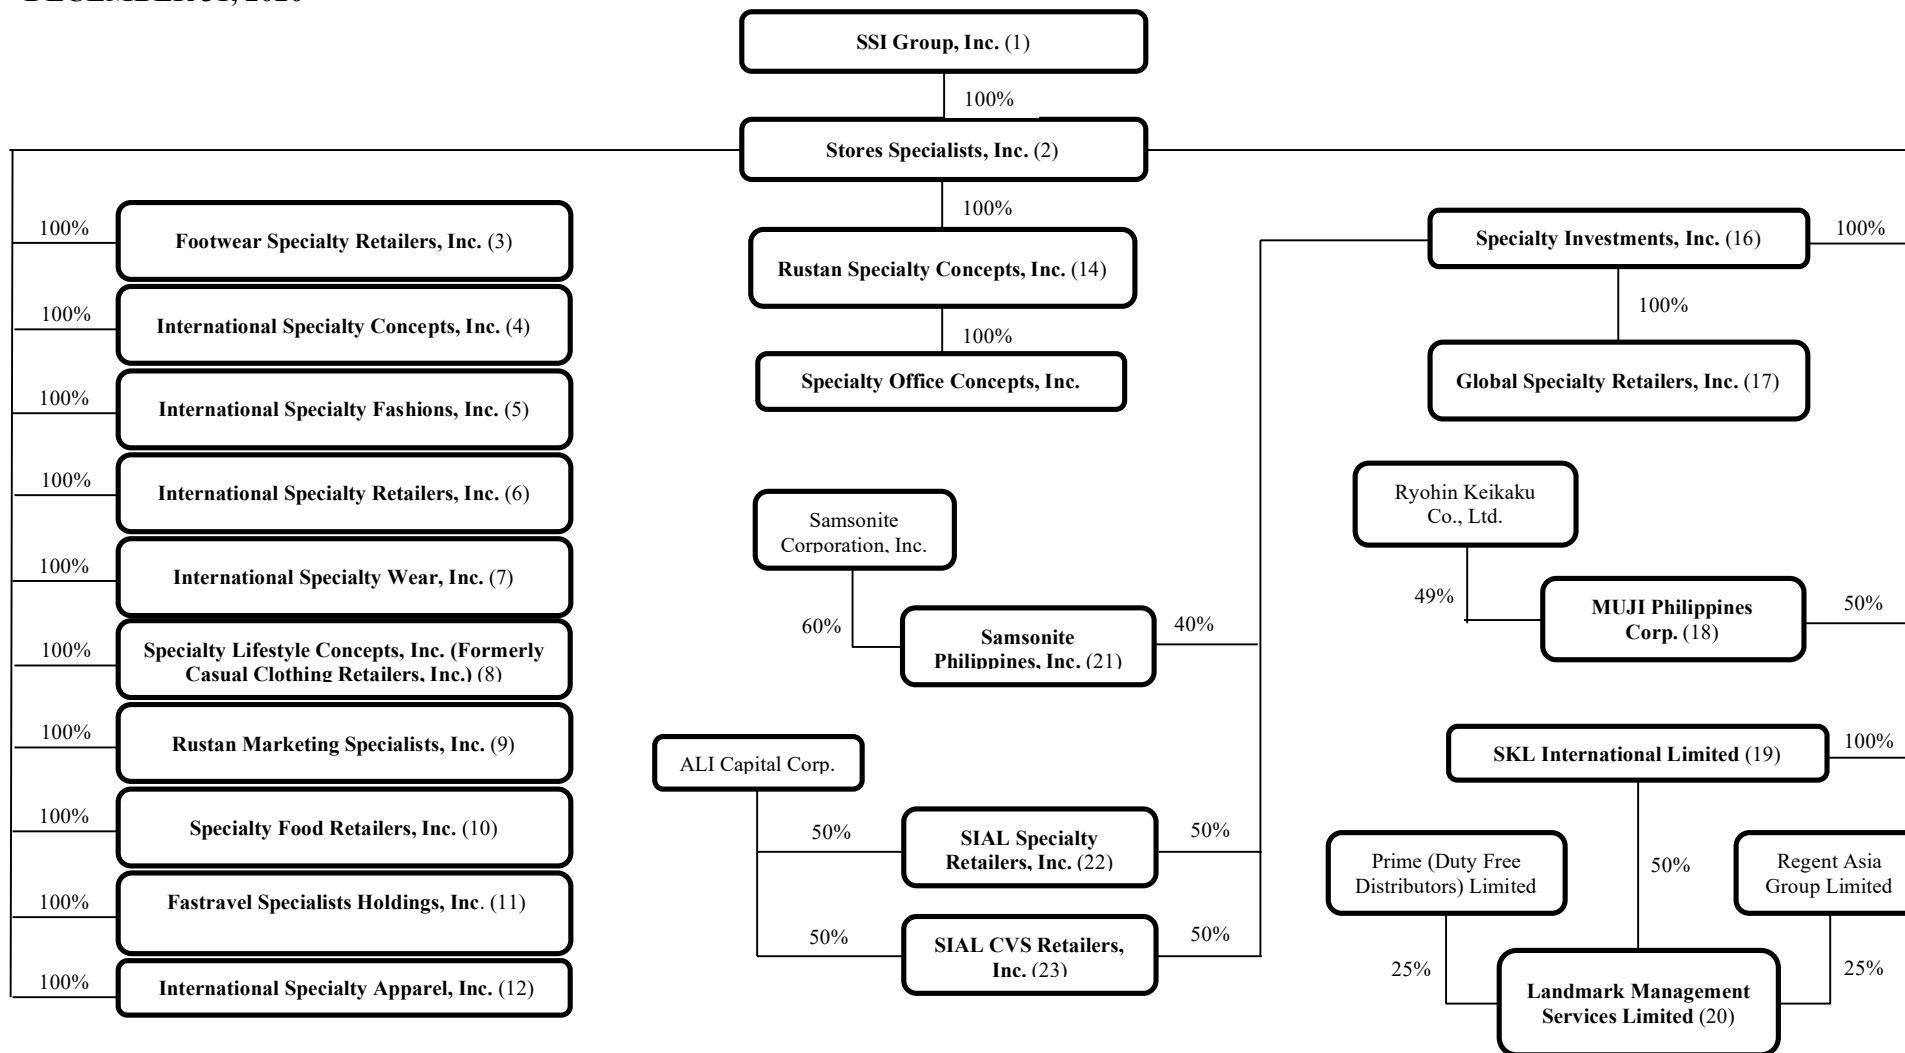 DECEMBER 31, 2020
SSI Group, Inc. (1)
100%
Stores Specialists, Inc. (2)
100%
Footwear Specialty Retailers, Inc. (3)
100%
International Specialty Concepts, Inc. (4)
100%
International Specialty Fashions, Inc. (5)
100%
International Specialty Retailers, Inc. (6)
100%
International Specialty Wear, Inc. (7)
100%
Specialty Lifestyle Concepts, Inc. (Formerly
Casual Clothing Retailers, Inc.) (8)
100%
Rustan Marketing Specialists, Inc. (9)
100%
Specialty Food Retailers, Inc. (10)
100%
Fastravel Specialists Holdings, Inc. (11)
100%
International Specialty Apparel, Inc. (12)
100%
Rustan Specialty Concepts, Inc. (14)
100%
Specialty Office Concepts, Inc.
Samsonite
Corporation, Inc.
60%
Samsonite
Philippines, Inc. (21)
40%
ALI Capital Corp.
50%
SIAL Specialty
Retailers, Inc. (22)
50%
50%
SIAL CVS Retailers,
Inc. (23)
50%
Specialty Investments, Inc. (16)
100%
100%
Global Specialty Retailers, Inc. (17)
Ryohin Keikaku
Co., Ltd.
49%
MUJI Philippines
Corp. (18)
50%
SKL International Limited (19)
100%
Prime (Duty Free
Distributors) Limited
50%
Regent Asia
Group Limited
25%
Landmark Management
Services Limited (20)
25%